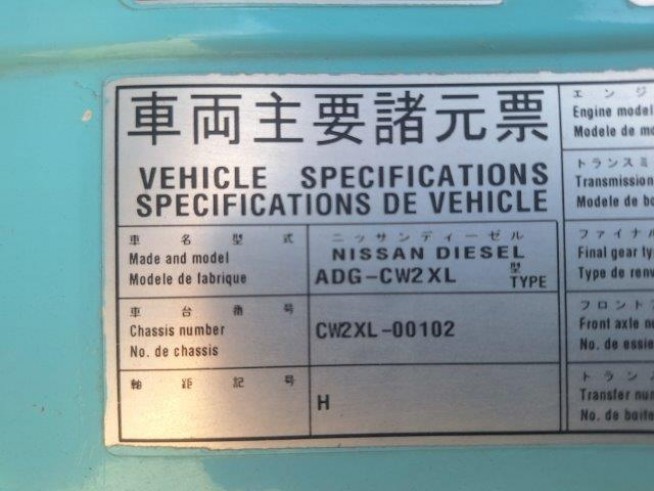 車両主要諸元票
VEHICLE SPECIFICATIONS
SPECIFICATIONS DE VEHICLE
車名型式
Made and model
Modele de fabrique
ニッサンディーゼル
NISSAN DIESEL
ADG-CW2XL 型
TYPE
車台番号
Chassis number
No. de chassis
CW2XL-00102
軸距記号
H
エンジ
Engine model
Modele de mo
トランスミ
Transmission
Modele de bo
ファイナル
Final gear ty
Type de renv
フロント
Front axle nu
No. de essie
トラン
Transfer num
No. de boite